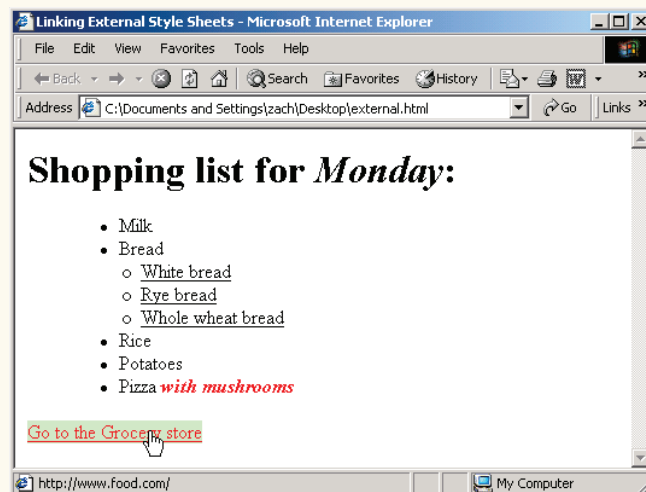 Linking External Style Sheets - Microsoft Internet Explorer
File Edit View Favorites Tools Help
Back Search Favorites History
Address C:\Documents and Settings\zach\Desktop\external.html Go Links »
Shopping list for Monday:
• Milk
• Bread
o White bread
o Rye bread
o Whole wheat bread
• Rice
• Potatoes
• Pizza with mushrooms
Go to the Grocery store
http://www.food.com/ My Computer